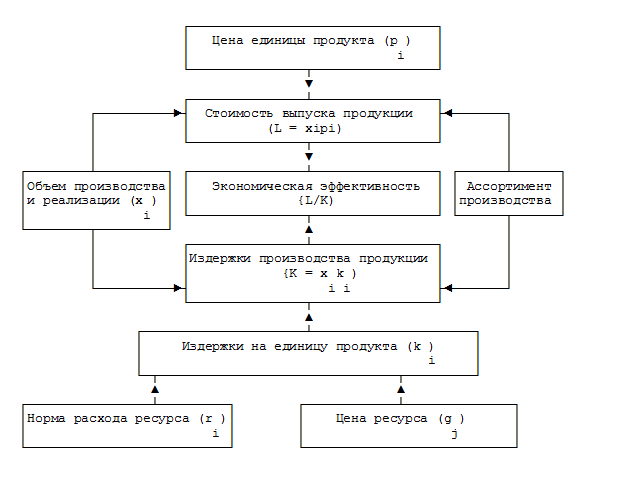 Цена единицы продукта (p )
i
Стоимость выпуска продукции
(L = xipi)
Объем производства
и реализации (x )
i
Экономическая эффективность
{L/K)
Ассортимент
производства
Издержки производства продукции
{K = x k )
i i
Издержки на единицу продукта (k )
i
Норма расхода ресурса (r )
i
Цена ресурса (g )
j